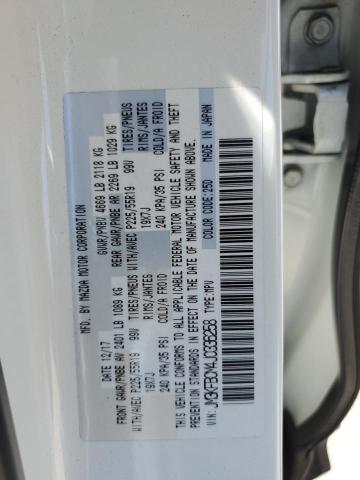 MFD. BY MAZDA MOTOR CORPORATION
12/17 GVWR/PNBV 4669 LB 2118 KG
FRONT GAWR/PNBE AV 2401 LB 1089 KG REAR GAWR/PNBE AR 2269 LB 1029 KG
TIRES/PNEUS WITH/AVEC P225/55R19 99V TIRES/PNEUS WITH/AVEC P225/55R19 99V
RIMS/JANTES 19X7J RIMS/JANTES 19X7J
COLD/A FROID 240 KPA/35 PSI COLD/A FROID 240 KPA/35 PSI
THIS VEHICLE CONFORMS TO ALL APPLICABLE FEDERAL MOTOR VEHICLE SAFETY AND THEFT
PREVENTION STANDARDS IN EFFECT ON THE DATE OF MANUFACTURE SHOWN ABOVE.
COLOR CODE:25D MADE IN JAPAN
TYPE:MPV